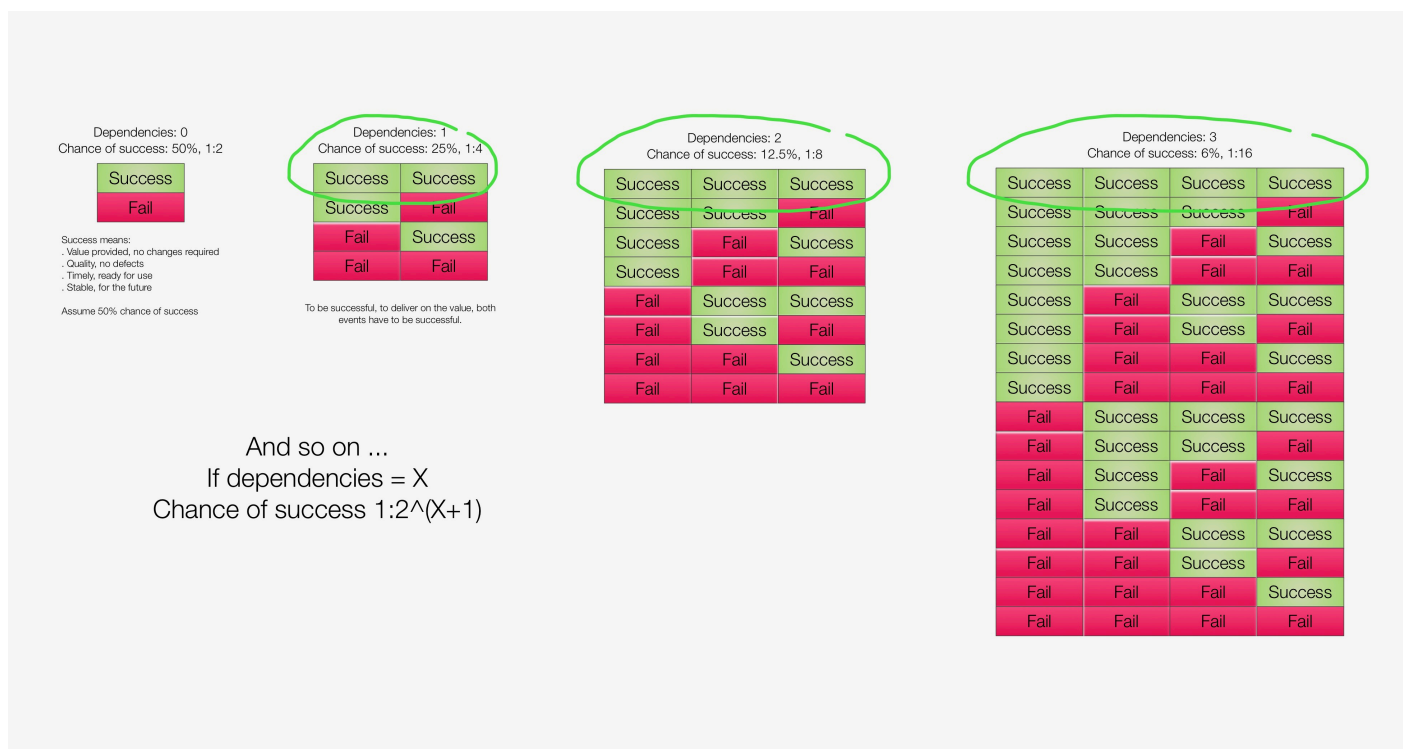 Dependencies: 0
Chance of success: 50%, 1:2
Success
Fail
Success means:
. Value provided, no changes required
. Quality, no defects
. Timely, ready for use
. Stable, for the future
Assume 50% chance of success
Dependencies: 1
Chance of success: 25%, 1:4
Success Success
Success Fail
Fail Success
Fail Fail
To be successful, to deliver on the value, both
events have to be successful.
Dependencies: 2
Chance of success: 12.5%, 1:8
Success Success Success
Success Success Fail
Success Fail Success
Success Fail Fail
Fail Success Success
Fail Success Fail
Fail Fail Success
Fail Fail Fail
Dependencies: 3
Chance of success: 6%, 1:16
Success Success Success Success
Success Success Success Fail
Success Success Fail Success
Success Success Fail Fail
Success Fail Success Success
Success Fail Success Fail
Success Fail Fail Success
Success Fail Fail Fail
Fail Success Success Success
Fail Success Success Fail
Fail Success Fail Success
Fail Success Fail Fail
Fail Fail Success Success
Fail Fail Success Fail
Fail Fail Fail Success
Fail Fail Fail Fail
And so on ...
If dependencies = X
Chance of success 1:2^(X+1)